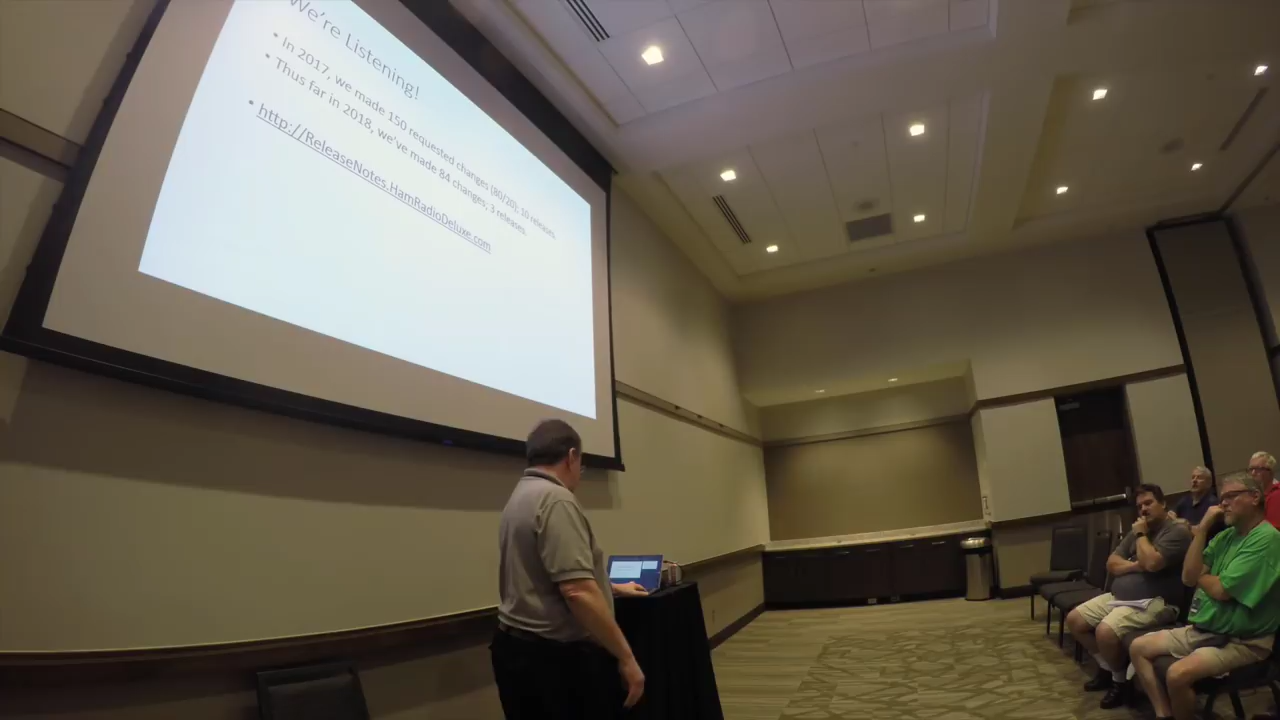 We're Listening!
• In 2017, we made 150 requested changes (80/20); 10 releases.
• Thus far in 2018, we've made 84 changes; 3 releases.
• http://ReleaseNotes.HamRadioDeluxe.com